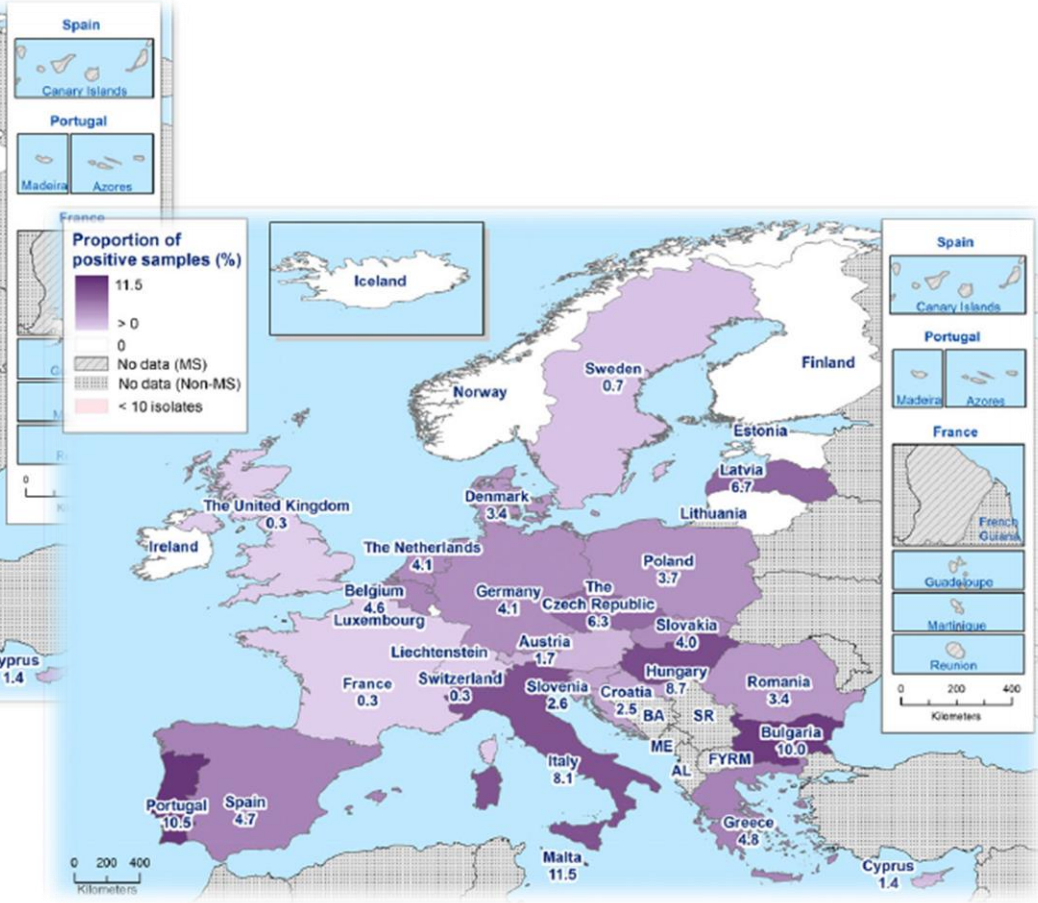 Spain
Canary Islands
Portugal
Madeira
Azores
France
0
yprus
1.4
Proportion of
positive samples (%)
11.5
> 0
0
No data (MS)
No data (Non-MS)
< 10 isolates
Iceland
Norway
Sweden
0.7
Finland
Estonia
Latvia
6.7
Lithuania
Denmark
3.4
The United Kingdom
0.3
Ireland
The Netherlands
4.1
Belgium
4.6
Luxembourg
Germany
4.1
Poland
3.7
The
Czech Republic
6.3
Slovakia
4.0
Austria
1.7
Liechtenstein
Switzerland
0.3
France
0.3
Slovenia
2.6
Croatia
2.5
Hungary
8.7
Romania
3.4
BA
SR
ME
AL
FYRM
Bulgaria
10.0
Italy
8.1
Portugal
10.5
Spain
4.7
Greece
4.8
Malta
11.5
Cyprus
1.4
0 200 400
Kilometers
Spain
Canary Islands
Portugal
Madeira
Azores
France
French
Guiana
Guadeloupe
Martinique
Reunion
0 200 400
Kilometers